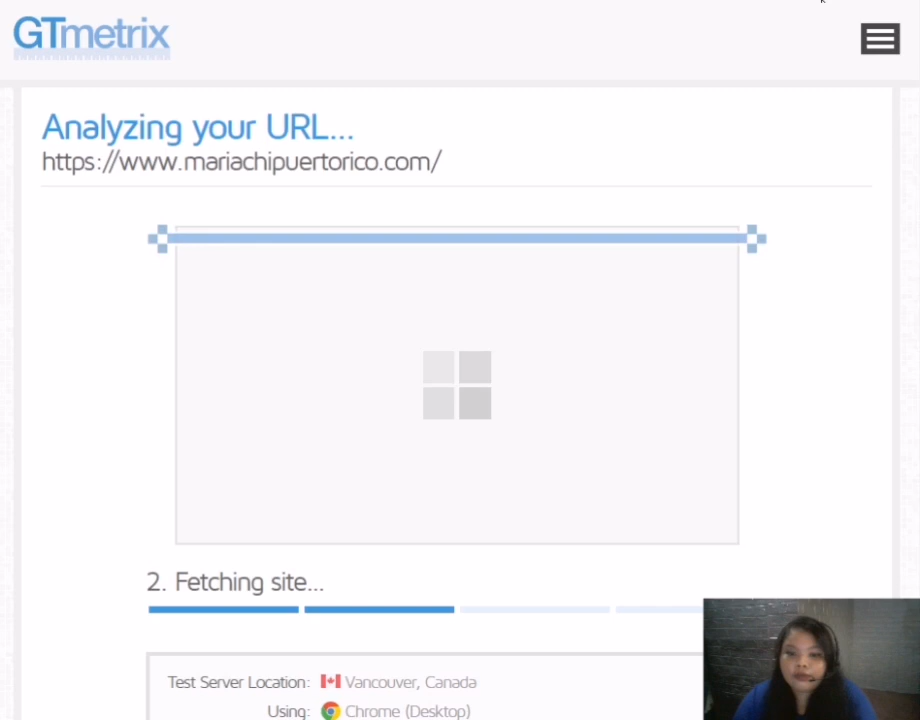 GTmetrix
Analyzing your URL...
https://www.mariachipuertorico.com/
2. Fetching site...
Test Server Location: Vancouver, Canada
Using: Chrome (Desktop)